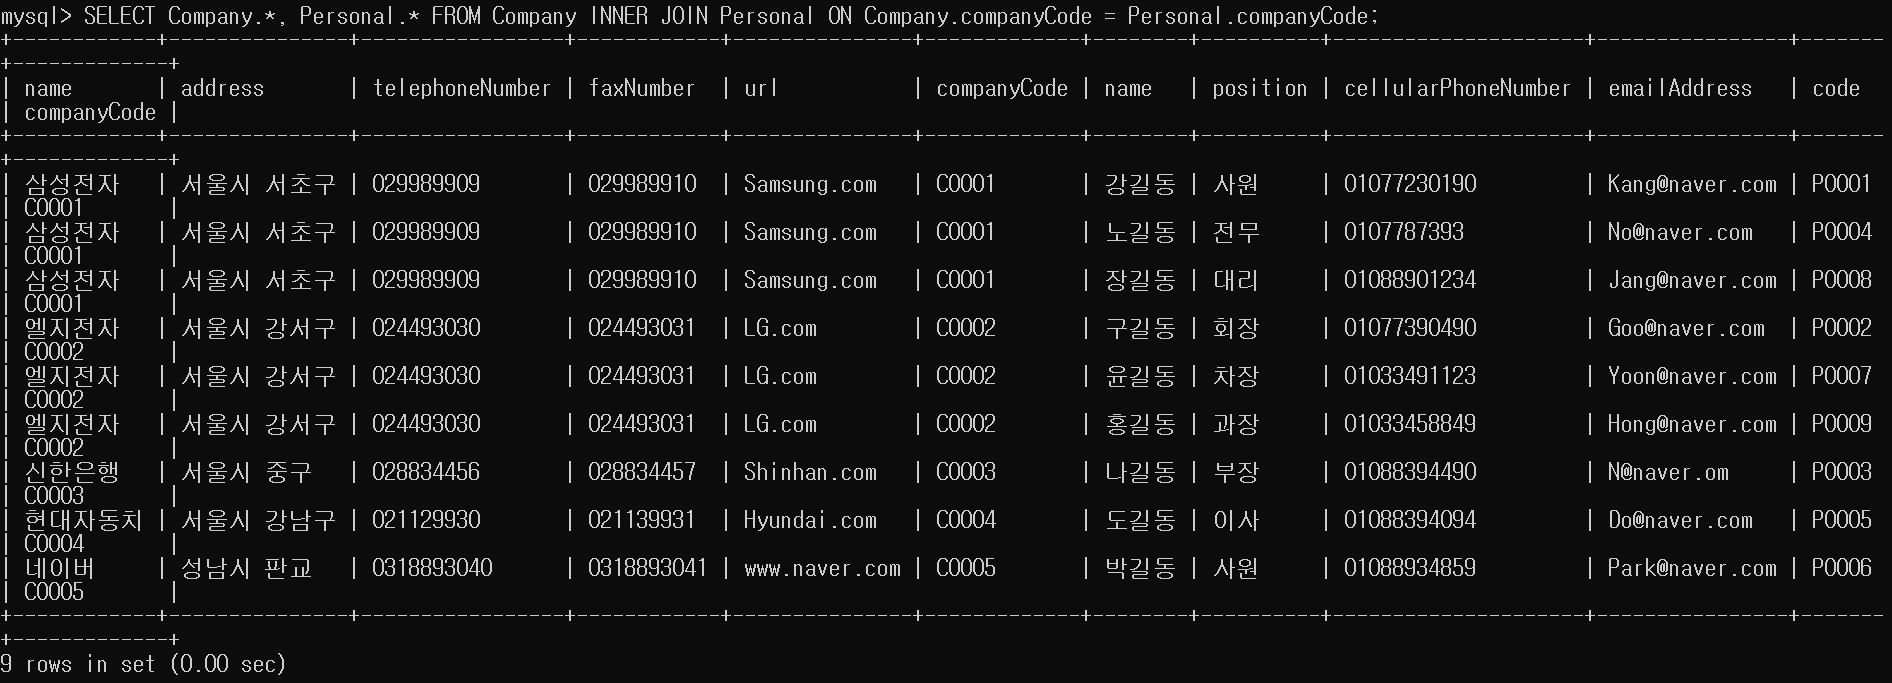 mysql> SELECT Company.*, Personal.* FROM Company INNER JOIN Personal ON Company.companyCode = Personal.companyCode;
+------------+---------------+-----------------+------------+---------------+-------------+--------+----------+---------------------+----------------+-------
+-------------+
| name       | address       | telephoneNumber | faxNumber  | url           | companyCode | name   | position | cellularPhoneNumber | emailAddress   | code
| companyCode |
+------------+---------------+-----------------+------------+---------------+-------------+--------+----------+---------------------+----------------+-------
+-------------+
| 삼성전자   | 서울시 서초구 | 029989909       | 029989910  | Samsung.com   | C0001       | 강길동 | 사원     | 01077230190         | Kang@naver.com | P0001
| C0001       |
| 삼성전자   | 서울시 서초구 | 029989909       | 029989910  | Samsung.com   | C0001       | 노길동 | 전무     | 0107787393          | No@naver.com   | P0004
| C0001       |
| 삼성전자   | 서울시 서초구 | 029989909       | 029989910  | Samsung.com   | C0001       | 장길동 | 대리     | 01088901234         | Jang@naver.com | P0008
| C0001       |
| 엘지전자   | 서울시 강서구 | 024493030       | 024493031  | LG.com        | C0002       | 구길동 | 회장     | 01077390490         | Goo@naver.com  | P0002
| C0002       |
| 엘지전자   | 서울시 강서구 | 024493030       | 024493031  | LG.com        | C0002       | 윤길동 | 차장     | 01033491123         | Yoon@naver.com | P0007
| C0002       |
| 엘지전자   | 서울시 강서구 | 024493030       | 024493031  | LG.com        | C0002       | 홍길동 | 과장     | 01033458849         | Hong@naver.com | P0009
| C0002       |
| 신한은행   | 서울시 중구   | 028834456       | 028834457  | Shinhan.com   | C0003       | 나길동 | 부장     | 01088394490         | N@naver.om     | P0003
| C0003       |
| 현대자동치 | 서울시 강남구 | 021129930       | 021139931  | Hyundai.com   | C0004       | 도길동 | 이사     | 01088394094         | Do@naver.com   | P0005
| C0004       |
| 네이버     | 성남시 판교   | 0318893040      | 0318893041 | www.naver.com | C0005       | 박길동 | 사원     | 01088934859         | Park@naver.com | P0006
| C0005       |
+------------+---------------+-----------------+------------+---------------+-------------+--------+----------+---------------------+----------------+-------
+-------------+
9 rows in set (0.00 sec)